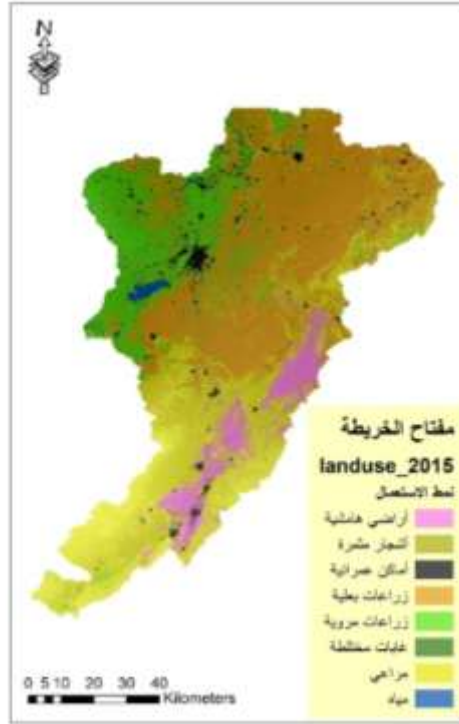 N
مفتاح الخريطة
landuse_2015
نمط الاستعمال
أراضي هامشية
أشجار مثمرة
أماكن عمرانية
زراعات بعلية
زراعات مروية
غابات مختلطة
مراعي
مياه
0 5 10 20 30 40
Kilometers